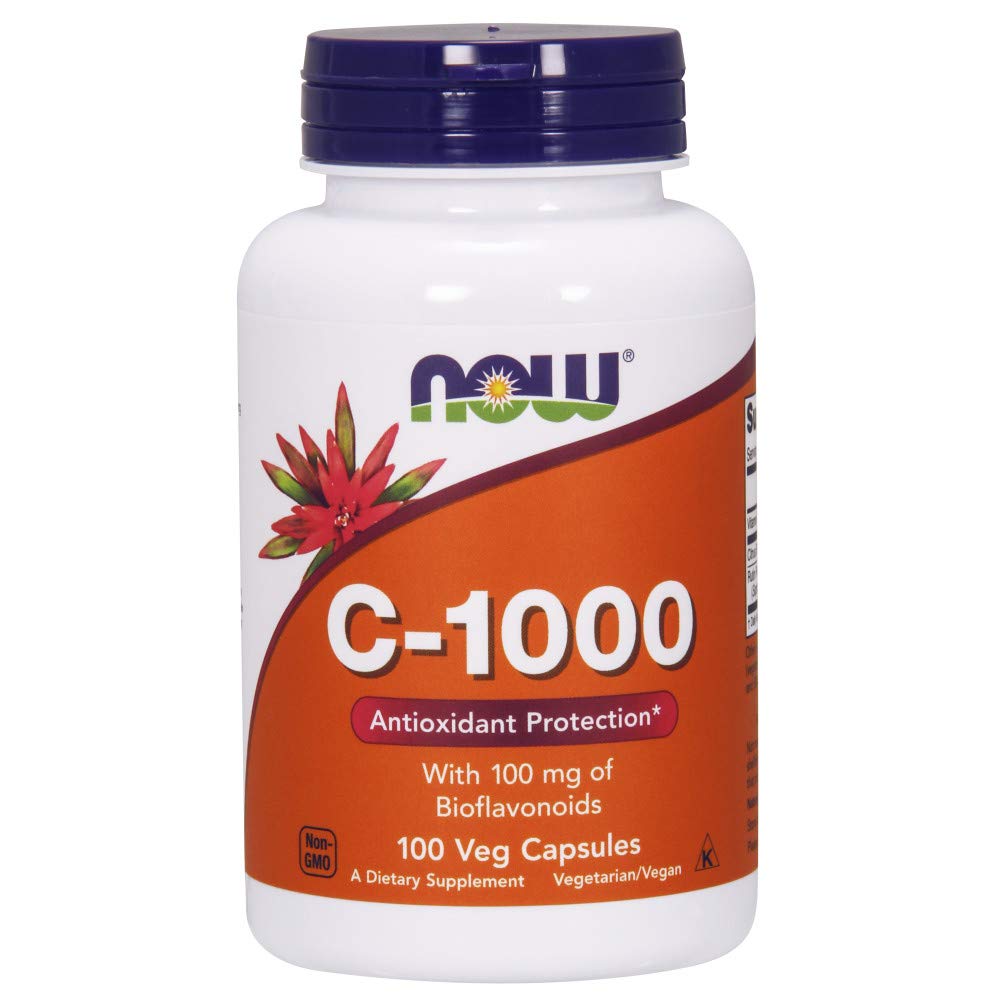 now®
C-1000
Antioxidant Protection*
With 100 mg of
Bioflavonoids
100 Veg Capsules
Non-
GMO
K
A Dietary Supplement Vegetarian/Vegan